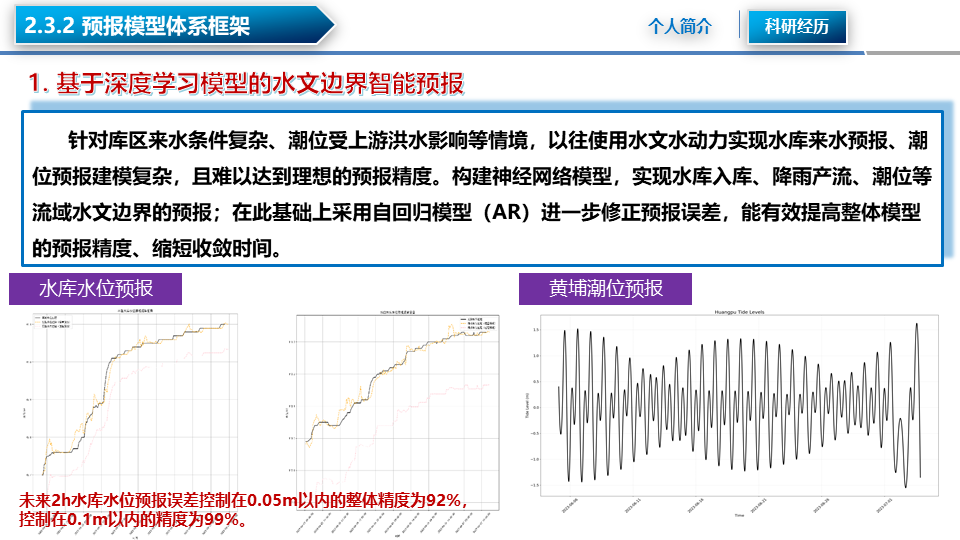 2.3.2 预报模型体系框架
个人简介
科研经历
1. 基于深度学习模型的水文边界智能预报
针对库区来水条件复杂、潮位受上游洪水影响等情境，以往使用水文水动力实现水库来水预报、潮
位预报建模复杂，且难以达到理想的预报精度。构建神经网络模型，实现水库入库、降雨产流、潮位等
流域水文边界的预报；在此基础上采用自回归模型（AR）进一步修正预报误差，能有效提高整体模型
的预报精度、缩短收敛时间。
水库水位预报
黄埔潮位预报
Huangpu Tide Levels
Tide Level (m)
1.5
1.0
0.5
0.0
−0.5
−1.0
−1.5
Time
未来2h水库水位预报误差控制在0.05m以内的整体精度为92%，
控制在0.1m以内的精度为99%。